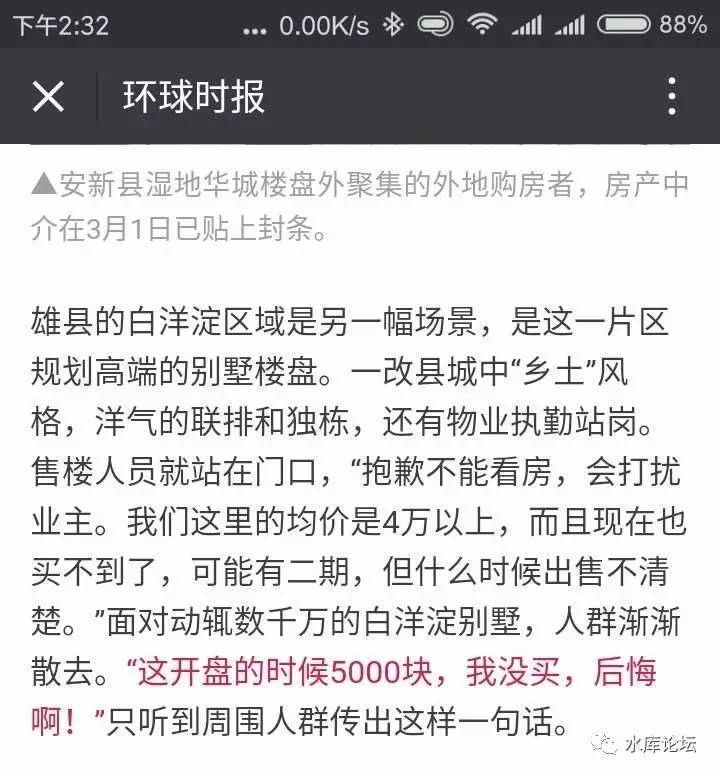 下午2:32
... 0.00K/s 88%
环球时报
▲安新县湿地华城楼盘外聚集的外地购房者，房产中
介在3月1日已贴上封条。
雄县的白洋淀区域是另一幅场景，是这一片区
规划高端的别墅楼盘。一改县城中“乡土”风
格，洋气的联排和独栋，还有物业执勤站岗。
售楼人员就站在门口，“抱歉不能看房，会打扰
业主。我们这里的均价是4万以上，而且现在也
买不到了，可能有二期，但什么时候出售不清
楚。”面对动辄数千万的白洋淀别墅，人群渐渐
散去。“这开盘的时候5000块，我没买，后悔
啊！”只听到周围人群传出这样一句话。
水库论坛